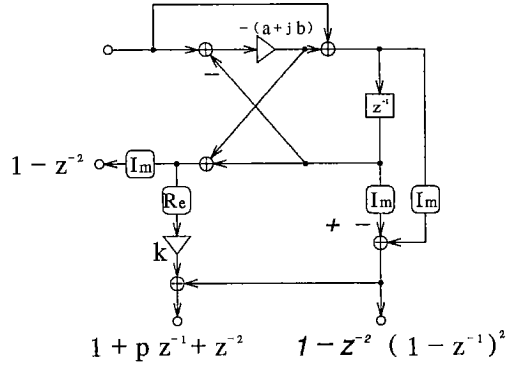 -(a+jb)
−
z⁻¹
1 − z⁻² Im
Re Im Im
+ −
k
1 + p z⁻¹ + z⁻² 1 − z⁻² (1 − z⁻¹)²